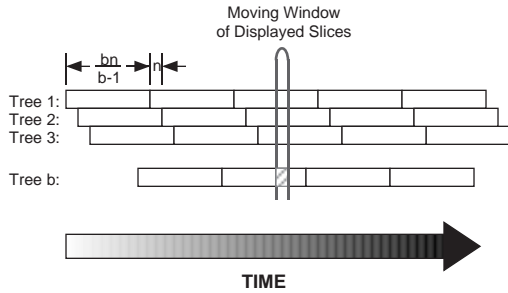 Moving Window
of Displayed Slices
bn
b-1
n
Tree 1:
Tree 2:
Tree 3:
Tree b:
TIME